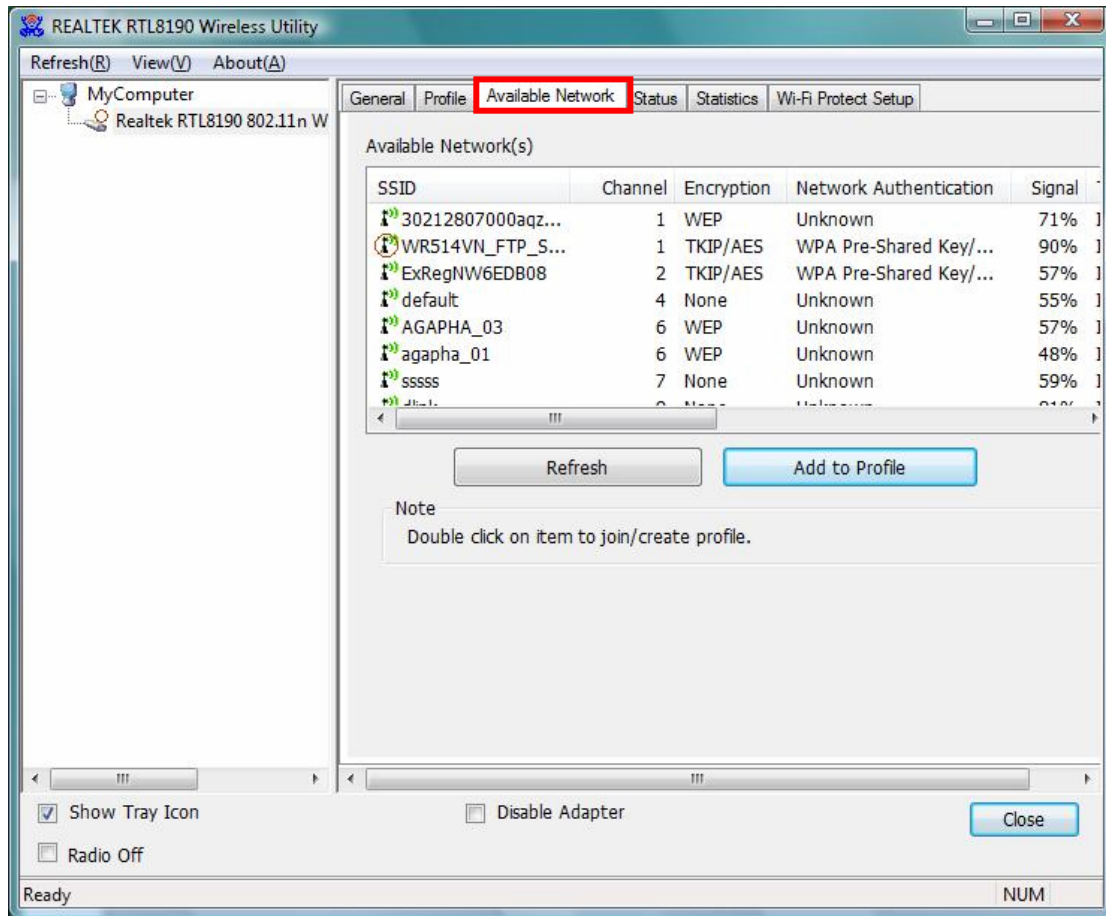 REALTEK RTL8190 Wireless Utility
Refresh(R) View(V) About(A)
MyComputer
Realtek RTL8190 802.11n W
General Profile Available Network Status Statistics Wi-Fi Protect Setup
Available Network(s)
SSID Channel Encryption Network Authentication Signal
30212807000aqz... 1 WEP Unknown 71%
WR514VN_FTP_S... 1 TKIP/AES WPA Pre-Shared Key/... 90%
ExRegNW6EDB08 2 TKIP/AES WPA Pre-Shared Key/... 57%
default 4 None Unknown 55%
AGAPHA_03 6 WEP Unknown 57%
agapha_01 6 WEP Unknown 48%
sssss 7 None Unknown 59%
Refresh Add to Profile
Note
Double click on item to join/create profile.
Show Tray Icon Disable Adapter Close
Radio Off
Ready NUM